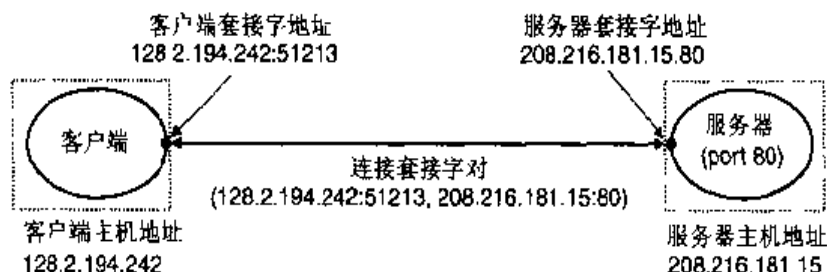 客户端套接字地址
128 2.194.242:51213
服务器套接字地址
208.216.181.15.80
客户端
服务器
(port 80)
连接套接字对
(128.2.194.242:51213, 208.216.181.15:80)
客户端主机地址
128.2.194.242
服务器主机地址
208.216.181 15